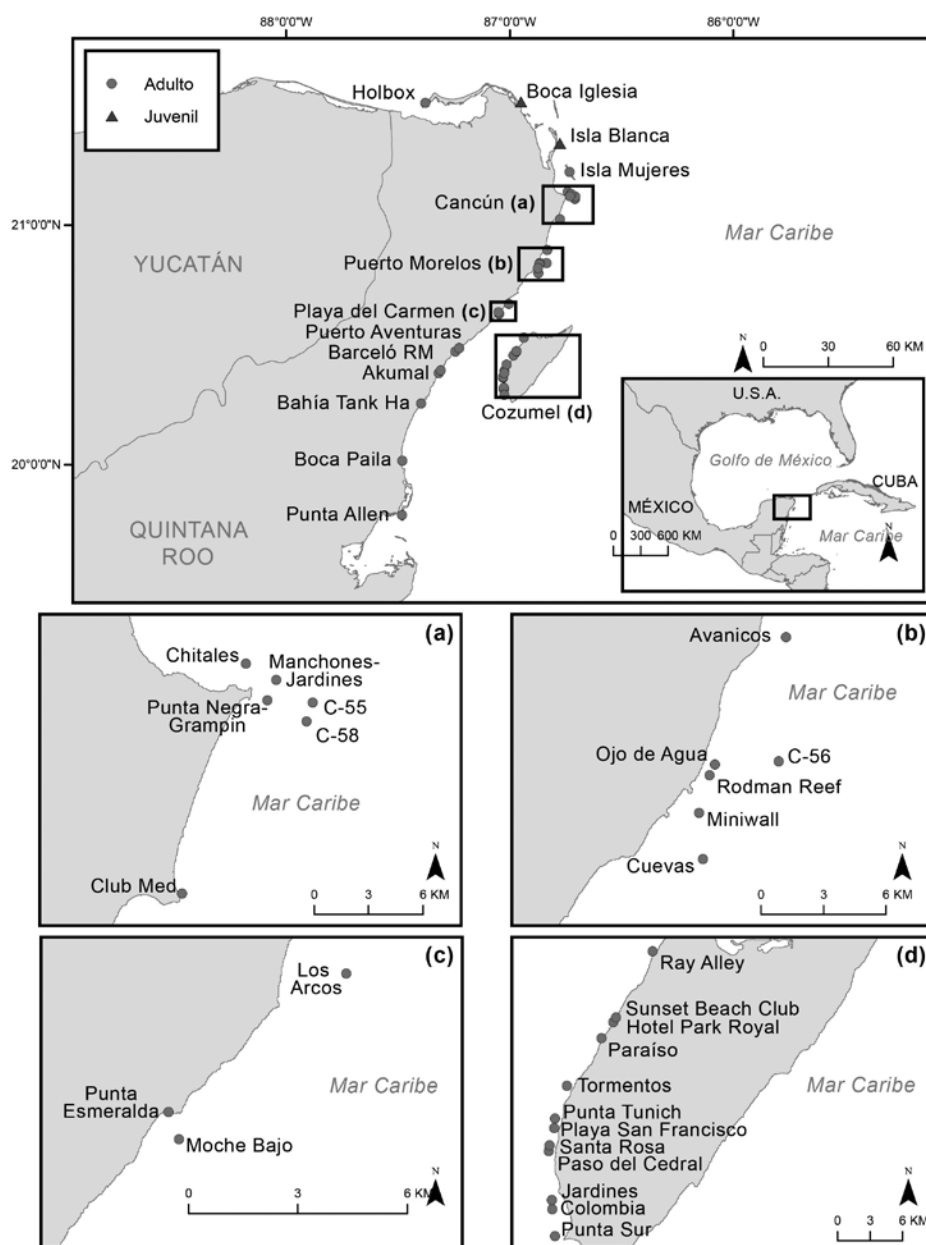 88°0'0"W
87°0'0"W
86°0'0"W
Adulto
Juvenil
Holbox
Boca Iglesia
Isla Blanca
Isla Mujeres
21°0'0"N
Cancún (a)
Mar Caribe
YUCATÁN
Puerto Morelos (b)
Playa del Carmen (c)
Puerto Aventuras
Barceló RM
Akumal
N
0 30 60 KM
Cozumel (d)
Bahía Tank Ha
20°0'0"N
Boca Paila
Punta Allen
QUINTANA
ROO
U.S.A.
Golfo de México
CUBA
MÉXICO
Mar Caribe
0 300 600 KM
N
(a)
Chitales
Manchones-
Jardines
Punta Negra-
Grampin
C-55
C-58
Mar Caribe
Club Med
N
0 3 6 KM
(b)
Avanicos
Mar Caribe
Ojo de Agua
C-56
Rodman Reef
Miniwall
Cuevas
N
0 3 6 KM
(c)
Los
Arcos
Mar Caribe
Punta
Esmeralda
Moche Bajo
N
0 3 6 KM
(d)
Ray Alley
Sunset Beach Club
Hotel Park Royal
Paraíso
Tormentos
Mar Caribe
Punta Tunich
Playa San Francisco
Santa Rosa
Paso del Cedral
Jardines
Colombia
Punta Sur
N
0 3 6 KM